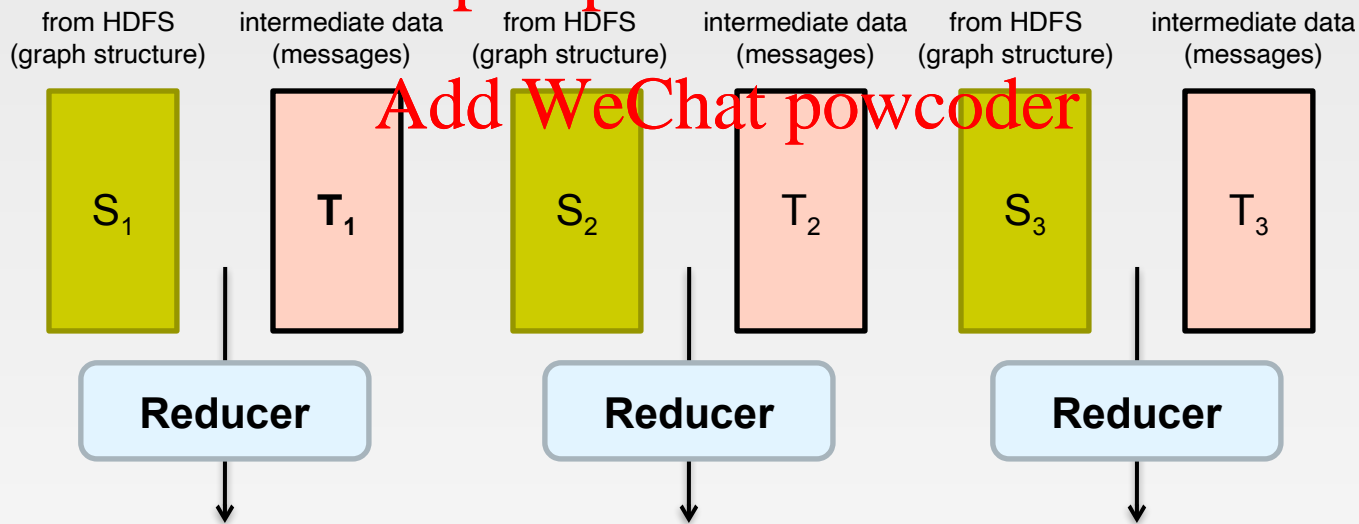 from HDFS
(graph structure)
intermediate data
(messages)
from HDFS
(graph structure)
intermediate data
(messages)
from HDFS
(graph structure)
intermediate data
(messages)
Add WeChat powcoder
S₁
T₁
S₂
T₂
S₃
T₃
Reducer
Reducer
Reducer